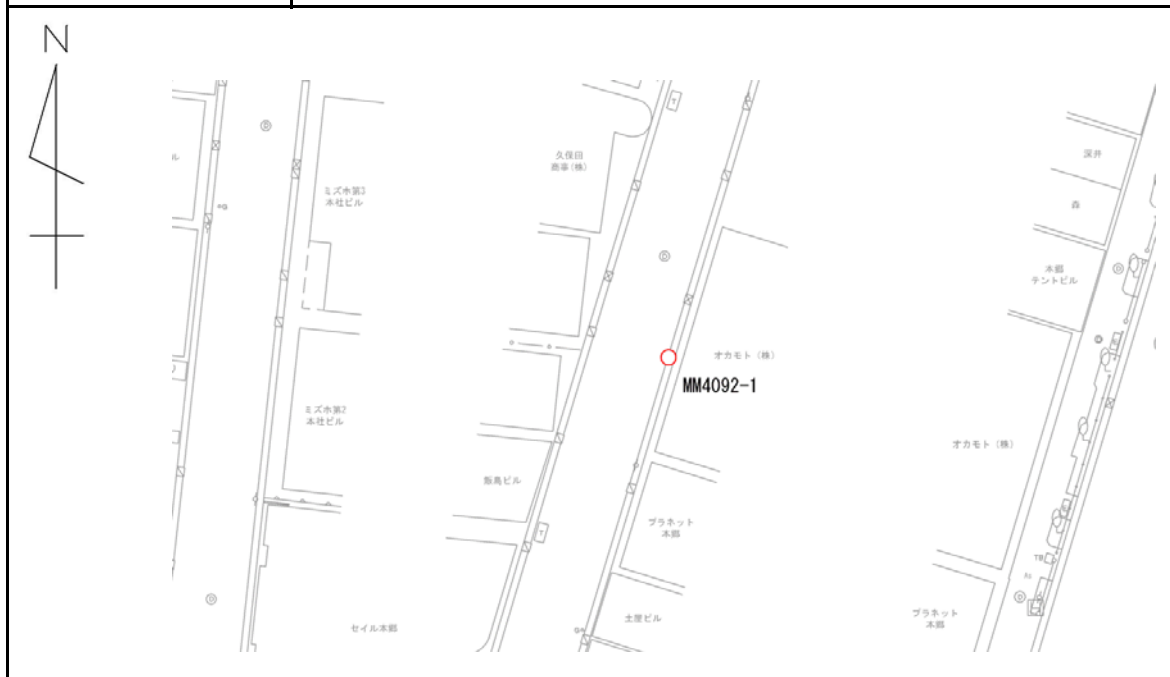 N
T
D
ル
久保田
商事(株)
深井
ミズホ第3
本社ビル
森
D
D
本郷
テントビル
オカモト(株)
MM4092-1
ミズホ第2
本社ビル
オカモト(株)
飯島ビル
プラネット
本郷
T
TB
D
D
土屋ビル
プラネット
本郷
セイル本郷